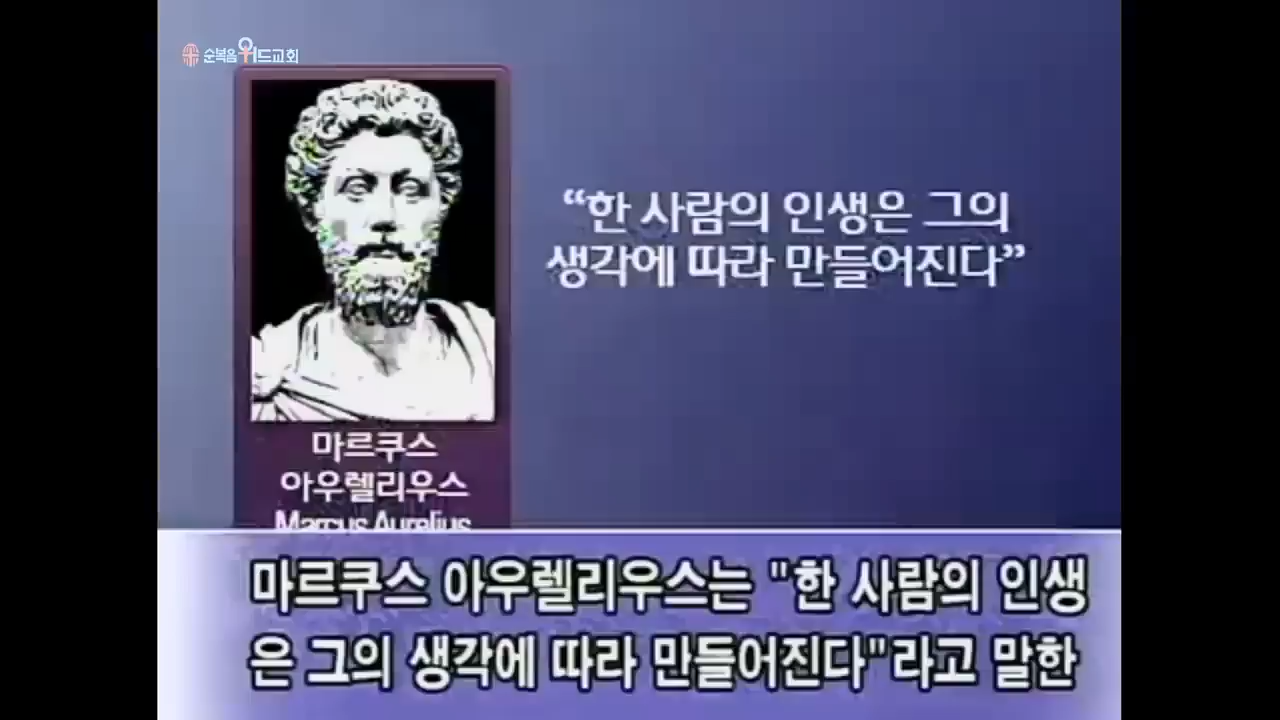 순복음위드교회
“한 사람의 인생은 그의
생각에 따라 만들어진다”
마르쿠스
아우렐리우스
Marcus Aurelius
마르쿠스 아우렐리우스는 "한 사람의 인생
은 그의 생각에 따라 만들어진다"라고 말한